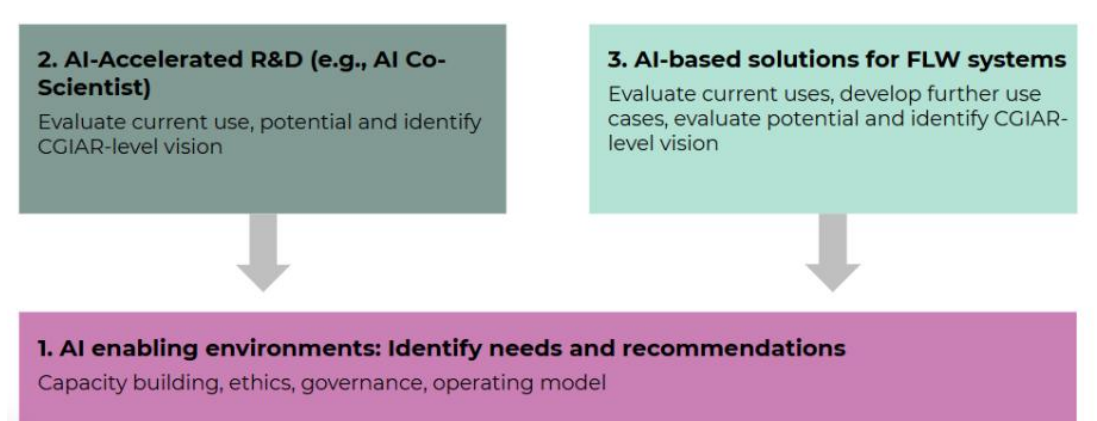 2. AI-Accelerated R&D (e.g., AI Co-
Scientist)
Evaluate current use, potential and identify
CGIAR-level vision
3. AI-based solutions for FLW systems
Evaluate current uses, develop further use
cases, evaluate potential and identify CGIAR-
level vision
1. AI enabling environments: Identify needs and recommendations
Capacity building, ethics, governance, operating model